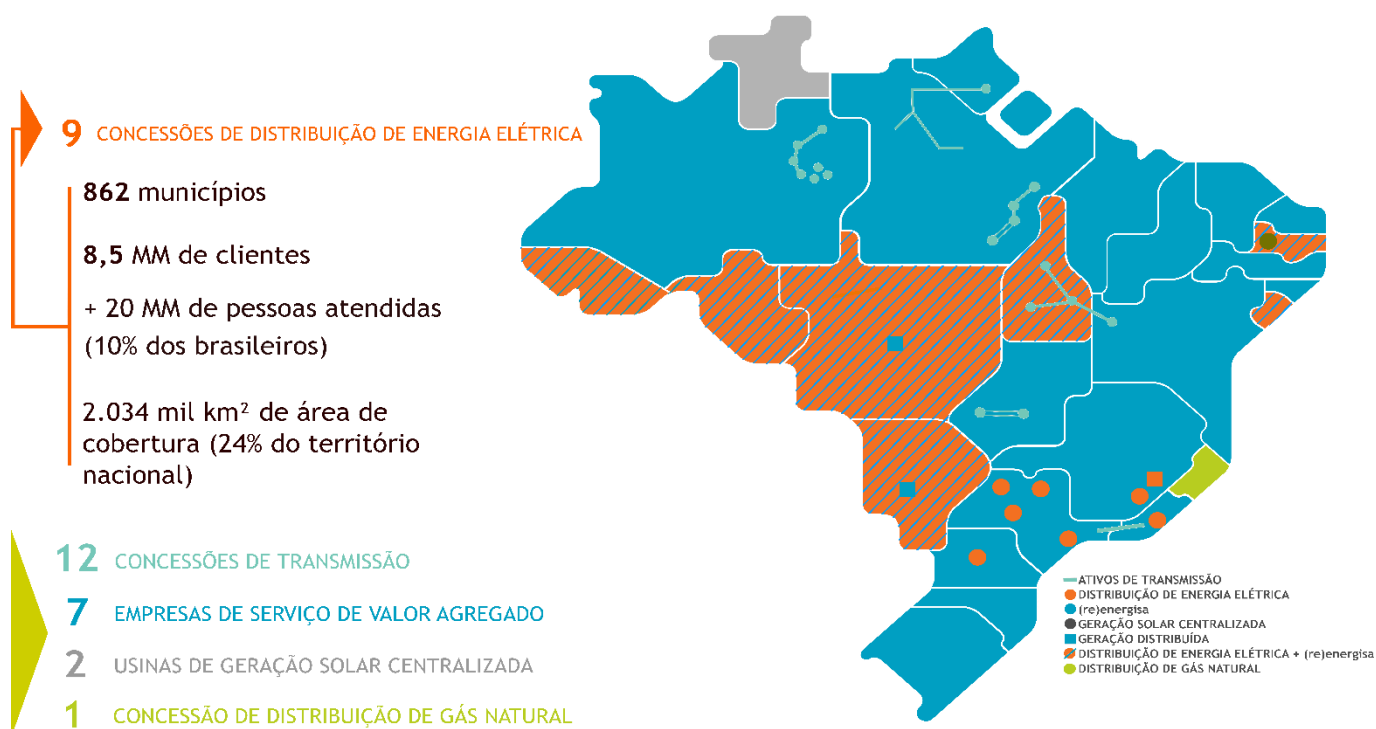 9 CONCESSÕES DE DISTRIBUIÇÃO DE ENERGIA ELÉTRICA
862 municípios
8,5 MM de clientes
+ 20 MM de pessoas atendidas
(10% dos brasileiros)
2.034 mil km² de área de
cobertura (24% do território
nacional)
12 CONCESSÕES DE TRANSMISSÃO
7 EMPRESAS DE SERVIÇO DE VALOR AGREGADO
2 USINAS DE GERAÇÃO SOLAR CENTRALIZADA
1 CONCESSÃO DE DISTRIBUIÇÃO DE GÁS NATURAL
ATIVOS DE TRANSMISSÃO
DISTRIBUIÇÃO DE ENERGIA ELÉTRICA
(re)energisa
GERAÇÃO SOLAR CENTRALIZADA
GERAÇÃO DISTRIBUÍDA
DISTRIBUIÇÃO DE ENERGIA ELÉTRICA + (re)energisa
DISTRIBUIÇÃO DE GÁS NATURAL